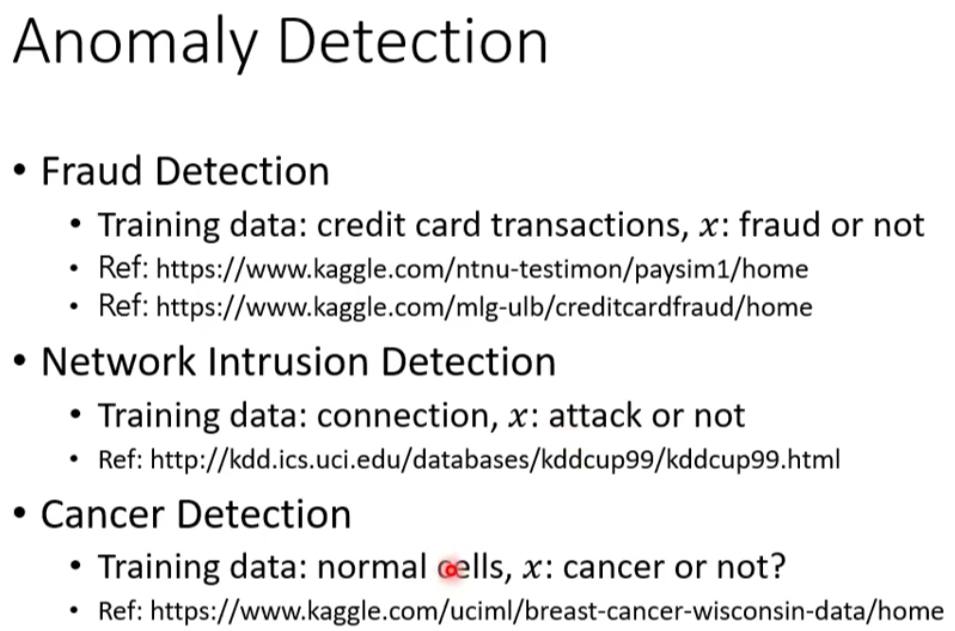 Anomaly Detection
• Fraud Detection
• Training data: credit card transactions, x: fraud or not
• Ref: https://www.kaggle.com/ntnu-testimon/paysim1/home
• Ref: https://www.kaggle.com/mlg-ulb/creditcardfraud/home
• Network Intrusion Detection
• Training data: connection, x: attack or not
• Ref: http://kdd.ics.uci.edu/databases/kddcup99/kddcup99.html
• Cancer Detection
• Training data: normal cells, x: cancer or not?
• Ref: https://www.kaggle.com/uciml/breast-cancer-wisconsin-data/home